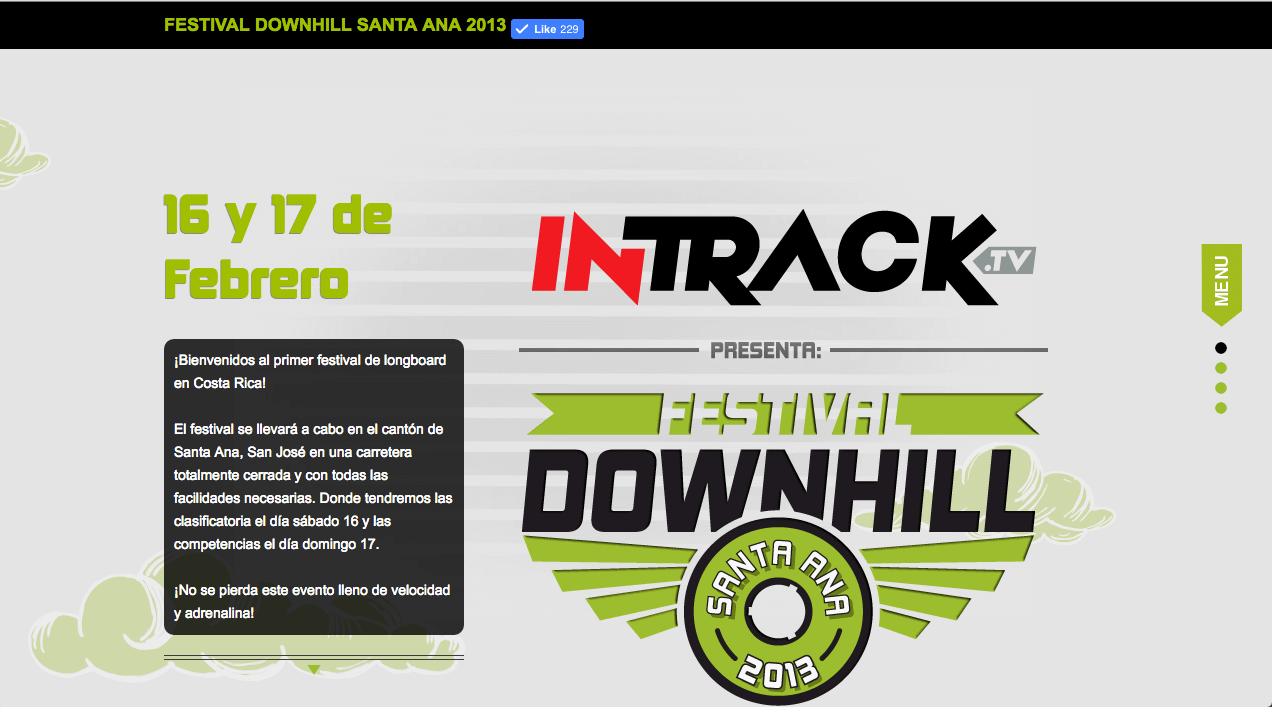 FESTIVAL DOWNHILL SANTA ANA 2013 Like 229
16 y 17 de
Febrero
¡Bienvenidos al primer festival de longboard
en Costa Rica!
El festival se llevará a cabo en el cantón de
Santa Ana, San José en una carretera
totalmente cerrada y con todas las
facilidades necesarias. Donde tendremos las
clasificatoria el día sábado 16 y las
competencias el día domingo 17.
¡No se pierda este evento lleno de velocidad
y adrenalina!
INTRACK.TV
PRESENTA:
FESTIVAL
DOWNHILL
SANTA ANA
2013
MENU